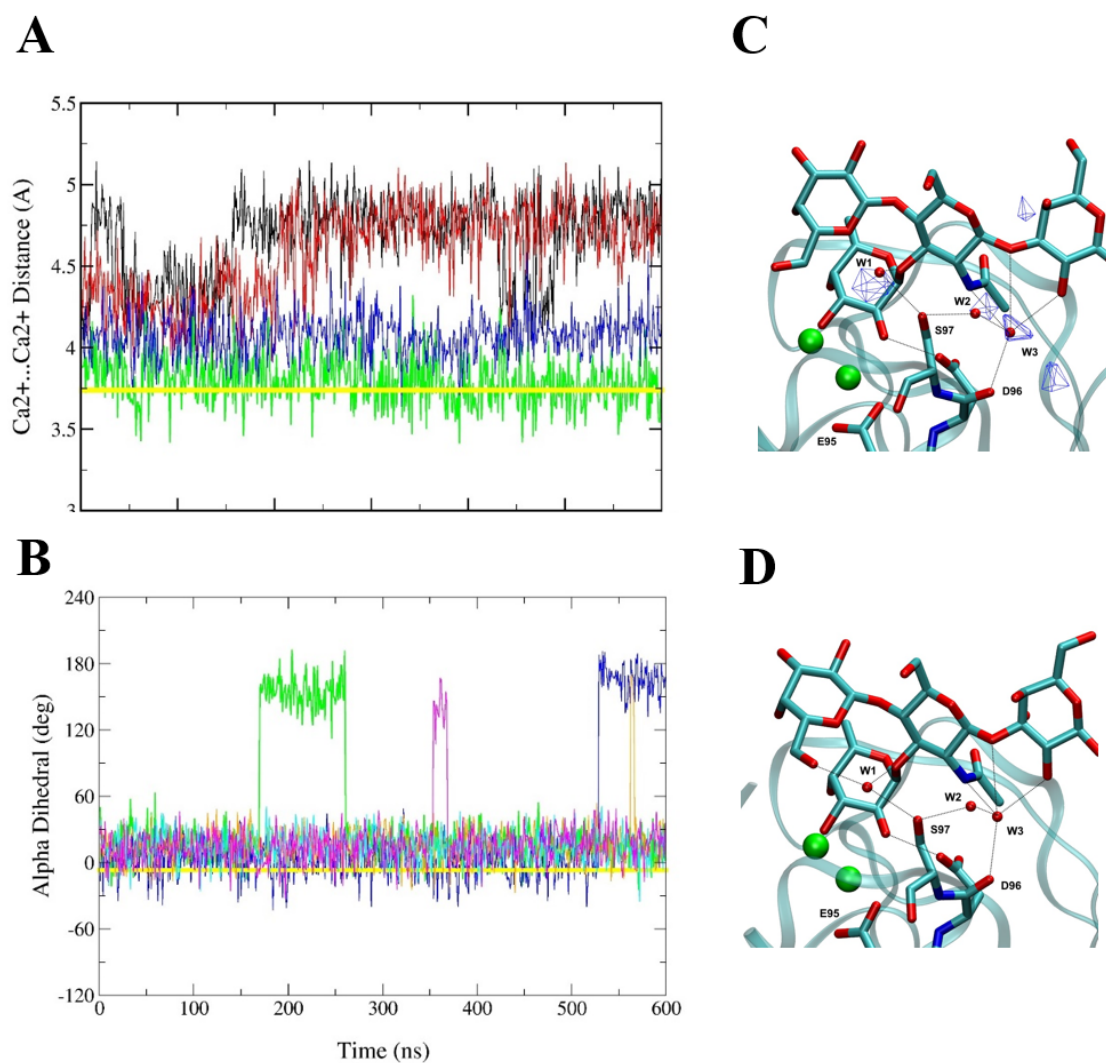 A
5.5
5
4.5
4
3.5
3
Ca2+...Ca2+ Distance (A)
B
240
180
120
60
0
-60
-120
Alpha Dihedral (deg)
0 100 200 300 400 500 600
Time (ns)
C
W1
W2
S97
W3
D96
E95
D
W1
W2
S97
W3
D96
E95